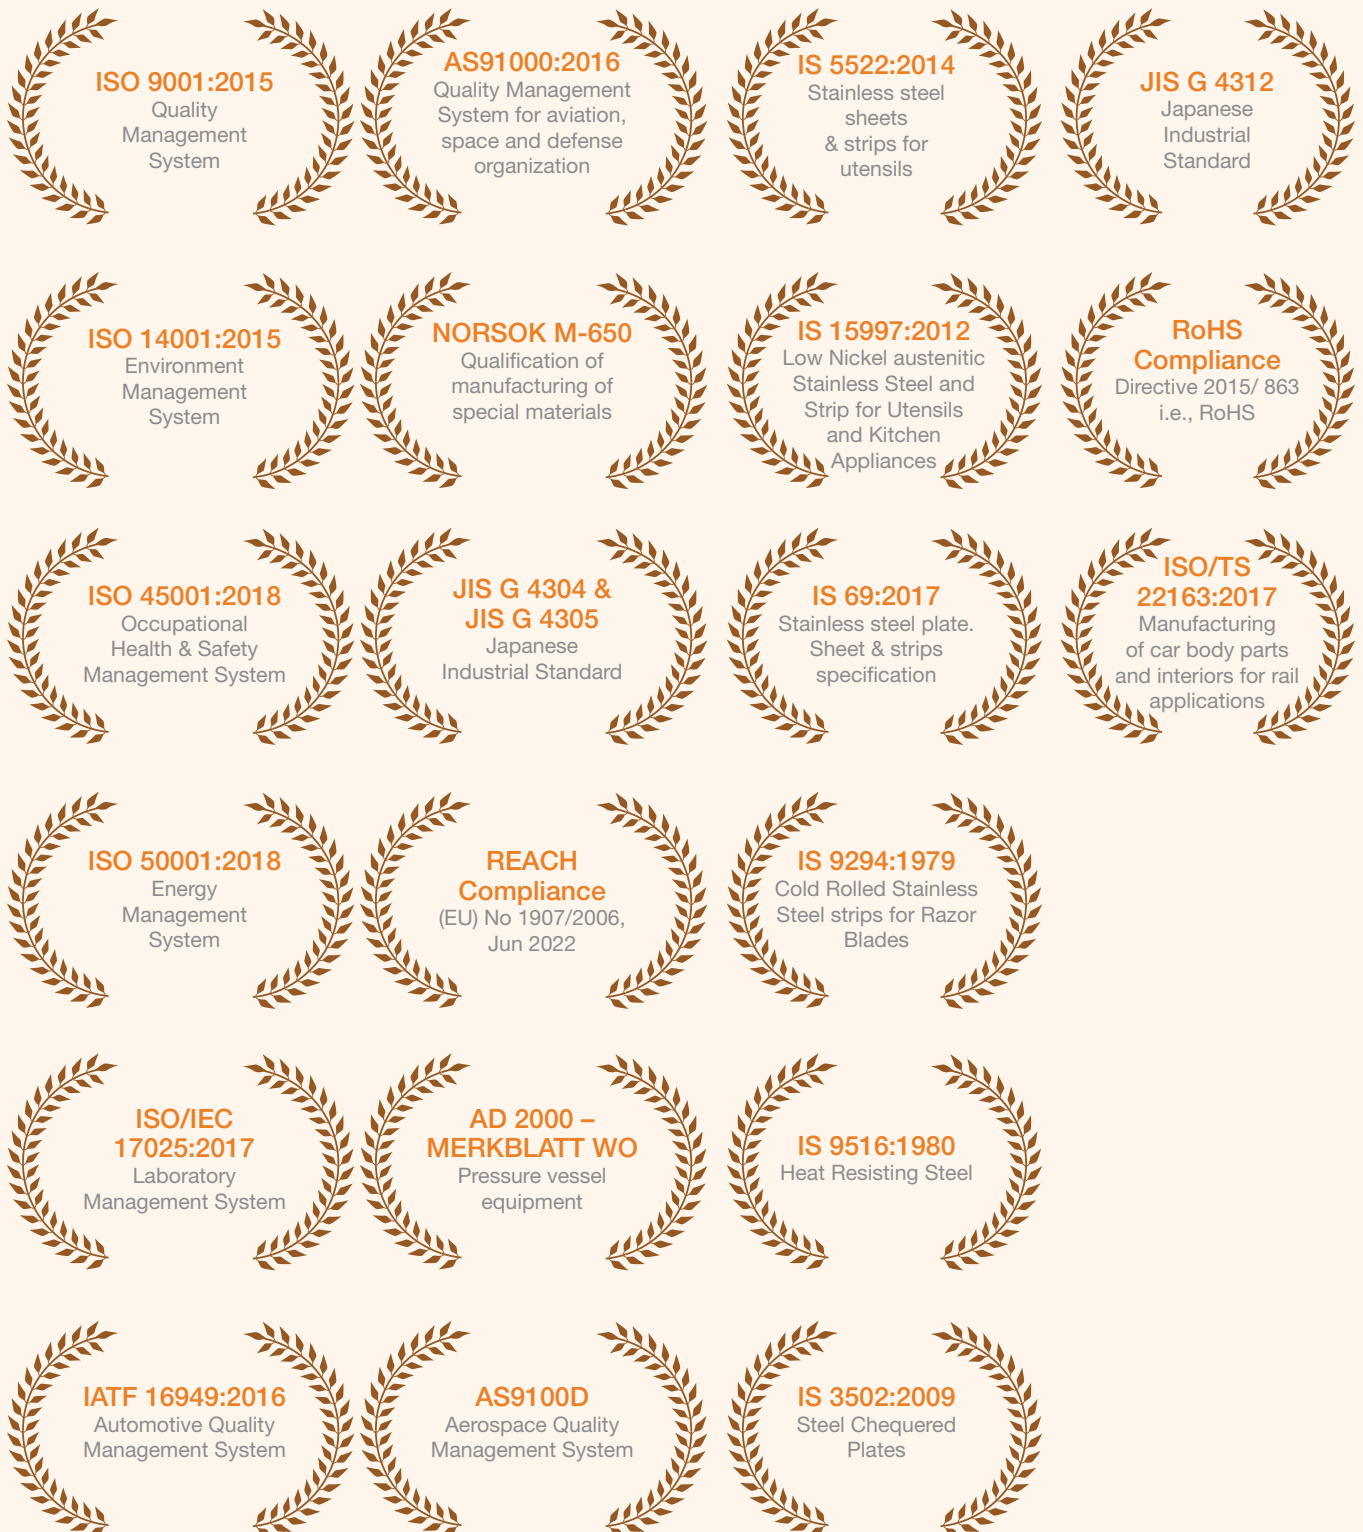 ISO 9001:2015
Quality
Management
System
AS91000:2016
Quality Management
System for aviation,
space and defense
organization
IS 5522:2014
Stainless steel
sheets
& strips for
utensils
JIS G 4312
Japanese
Industrial
Standard
ISO 14001:2015
Environment
Management
System
NORSOK M-650
Qualification of
manufacturing of
special materials
IS 15997:2012
Low Nickel austenitic
Stainless Steel and
Strip for Utensils
and Kitchen
Appliances
RoHS
Compliance
Directive 2015/ 863
i.e., RoHS
ISO 45001:2018
Occupational
Health & Safety
Management System
JIS G 4304 &
JIS G 4305
Japanese
Industrial Standard
IS 69:2017
Stainless steel plate.
Sheet & strips
specification
ISO/TS
22163:2017
Manufacturing
of car body parts
and interiors for rail
applications
ISO 50001:2018
Energy
Management
System
REACH
Compliance
(EU) No 1907/2006,
Jun 2022
IS 9294:1979
Cold Rolled Stainless
Steel strips for Razor
Blades
ISO/IEC
17025:2017
Laboratory
Management System
AD 2000 –
MERKBLATT WO
Pressure vessel
equipment
IS 9516:1980
Heat Resisting Steel
IATF 16949:2016
Automotive Quality
Management System
AS9100D
Aerospace Quality
Management System
IS 3502:2009
Steel Chequered
Plates